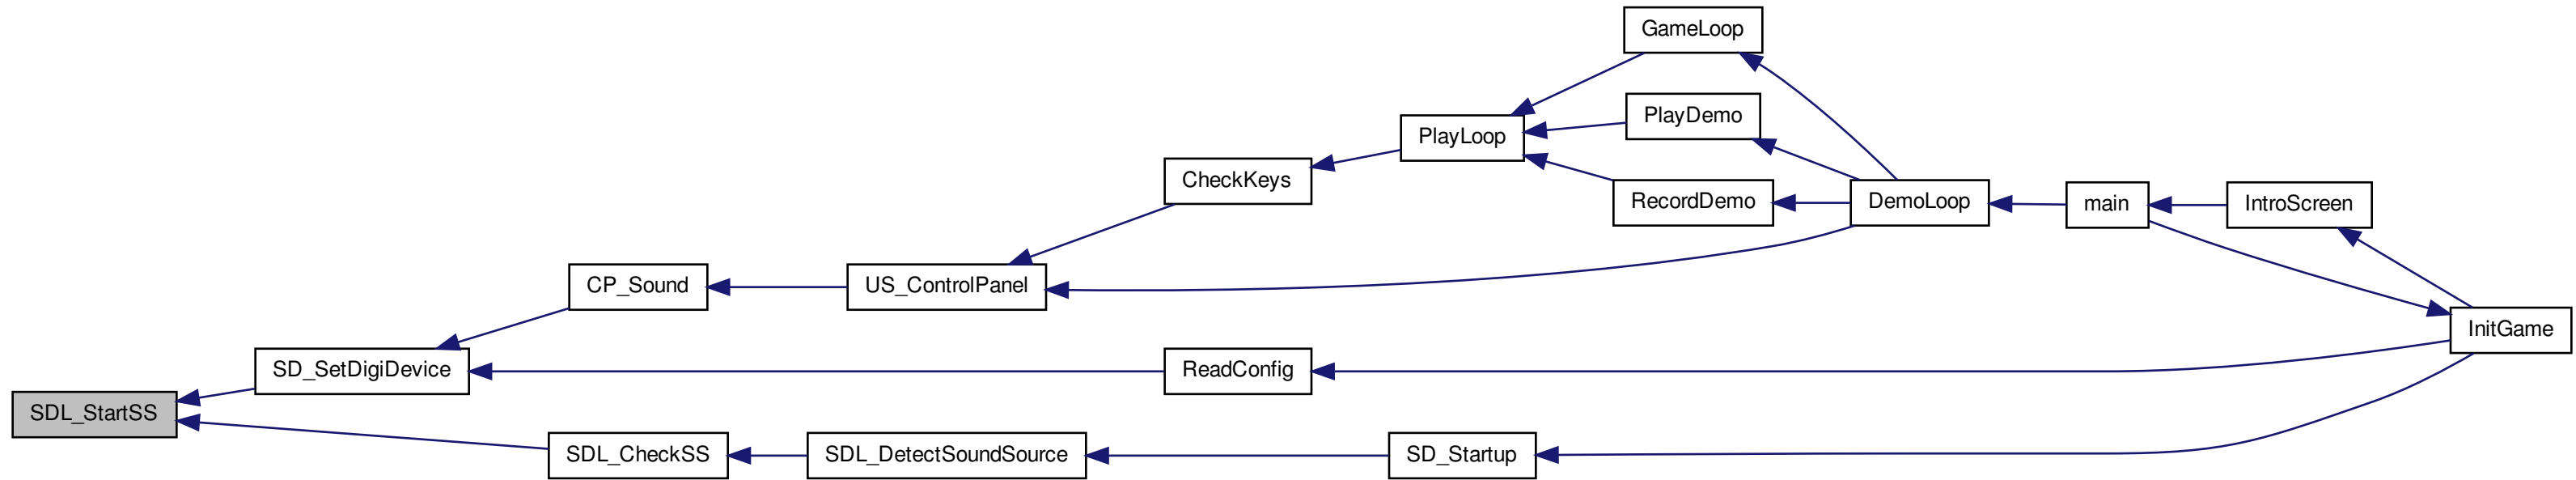 GameLoop
PlayDemo
PlayLoop
CheckKeys
RecordDemo
DemoLoop
main
IntroScreen
CP_Sound
US_ControlPanel
InitGame
SD_SetDigiDevice
ReadConfig
SDL_StartSS
SDL_CheckSS
SDL_DetectSoundSource
SD_Startup